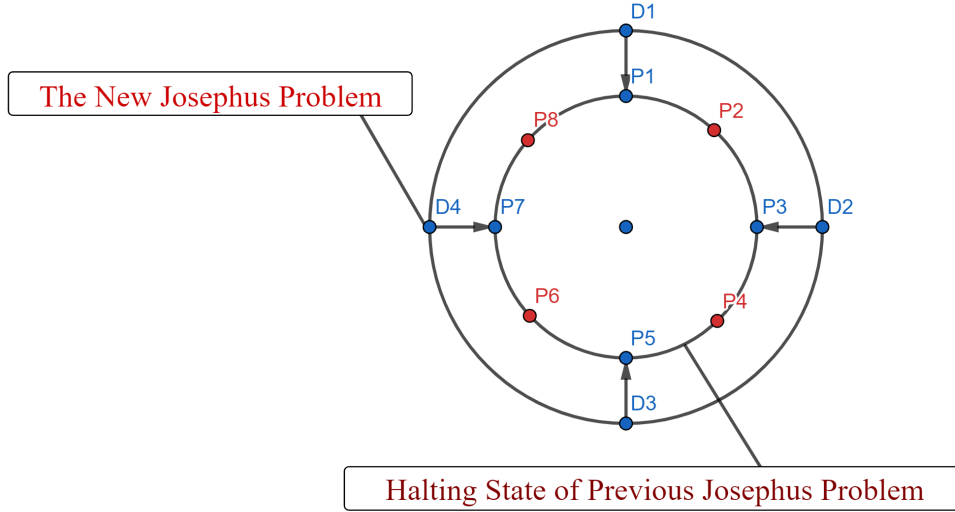 D1
The New Josephus Problem
P1
P8
P2
D4
P7
P3
D2
P6
P4
P5
D3
Halting State of Previous Josephus Problem